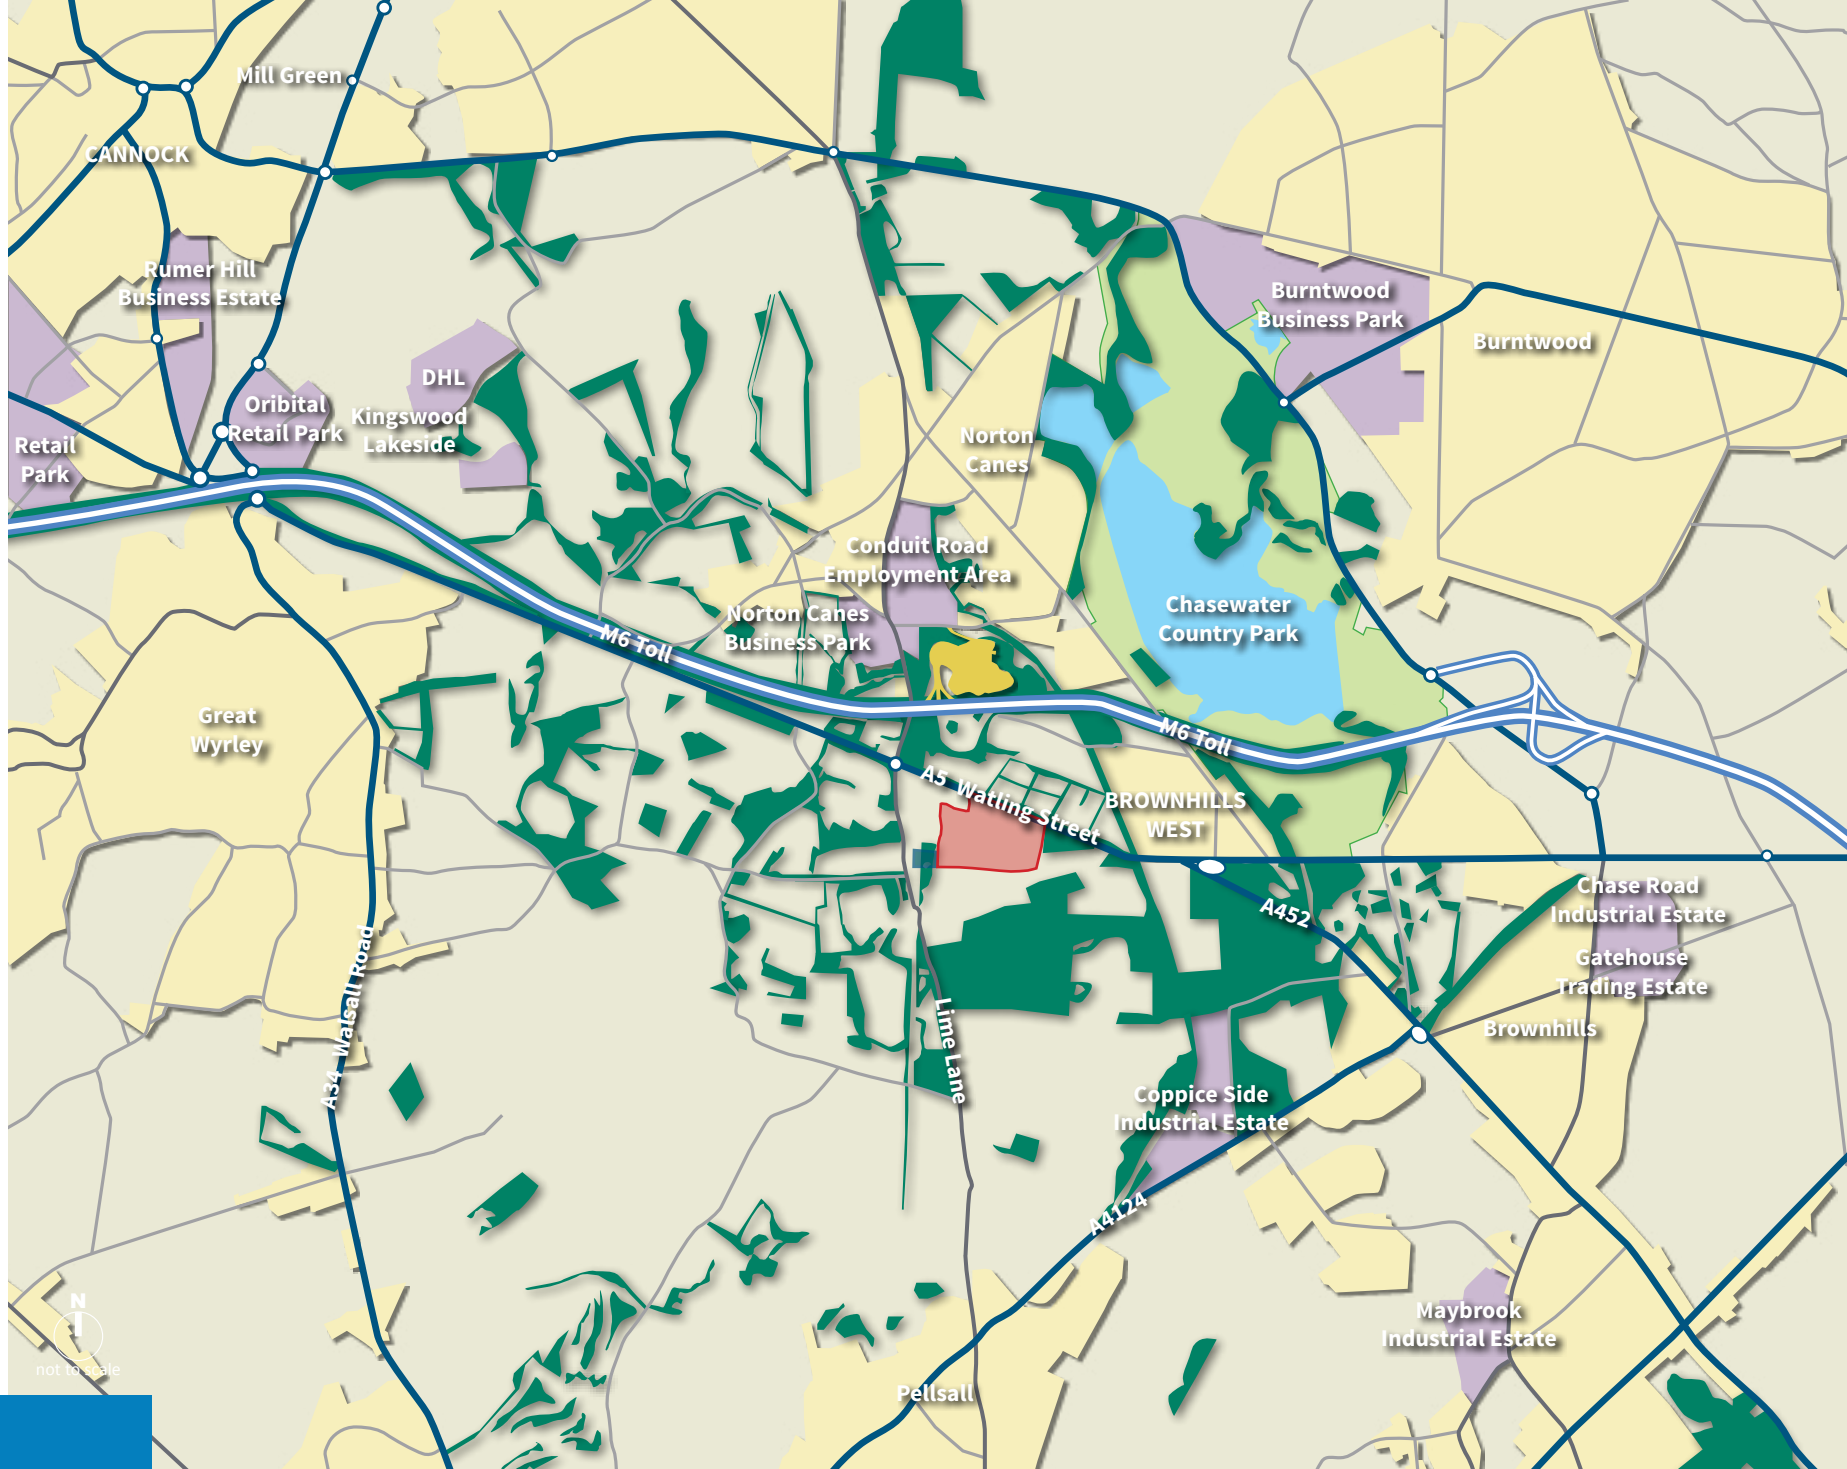 Mill Green
CANNOCK
Rumer Hill
Business Estate
Burntwood
Business Park
Burntwood
DHL
Oribital
Retail Park
Kingswood
Lakeside
Retail
Park
Norton
Canes
Conduit Road
Employment Area
Norton Canes
Business Park
Chasewater
Country Park
M6 Toll
M6 Toll
Great
Wyrley
A5 Watling Street
BROWNHILLS
WEST
A452
Chase Road
Industrial Estate
Gatehouse
Trading Estate
Brownhills
A34 Walsall Road
Lime Lane
Coppice Side
Industrial Estate
A4124
Maybrook
Industrial Estate
N
not to scale
Pellsall